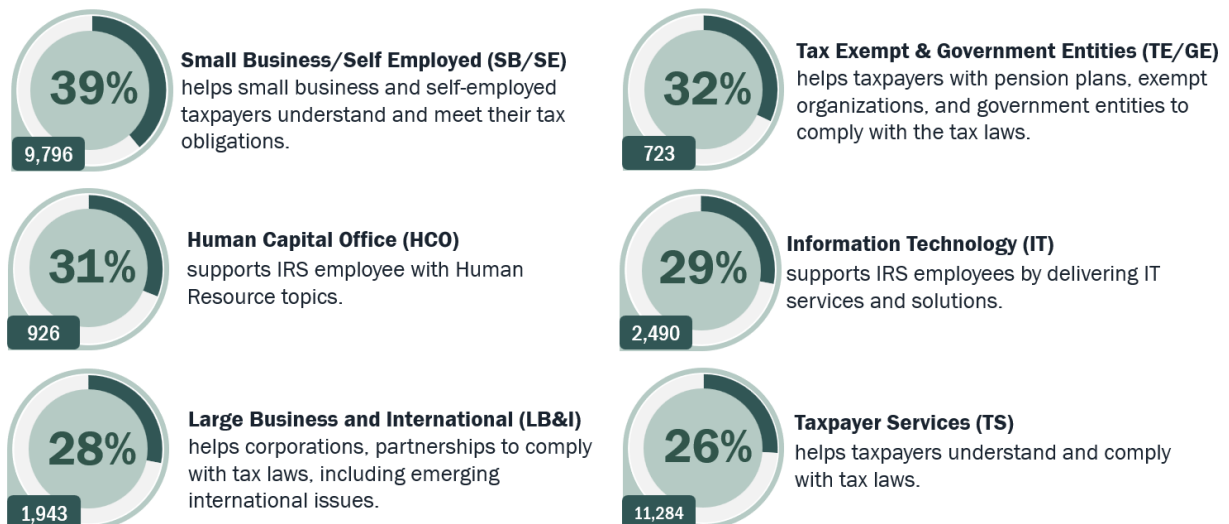 39%
9,796
Small Business/Self Employed (SB/SE)
helps small business and self-employed
taxpayers understand and meet their tax
obligations.
32%
723
Tax Exempt & Government Entities (TE/GE)
helps taxpayers with pension plans, exempt
organizations, and government entities to
comply with the tax laws.
31%
926
Human Capital Office (HCO)
supports IRS employee with Human
Resource topics.
29%
2,490
Information Technology (IT)
supports IRS employees by delivering IT
services and solutions.
28%
1,943
Large Business and International (LB&I)
helps corporations, partnerships to comply
with tax laws, including emerging
international issues.
26%
11,284
Taxpayer Services (TS)
helps taxpayers understand and comply
with tax laws.